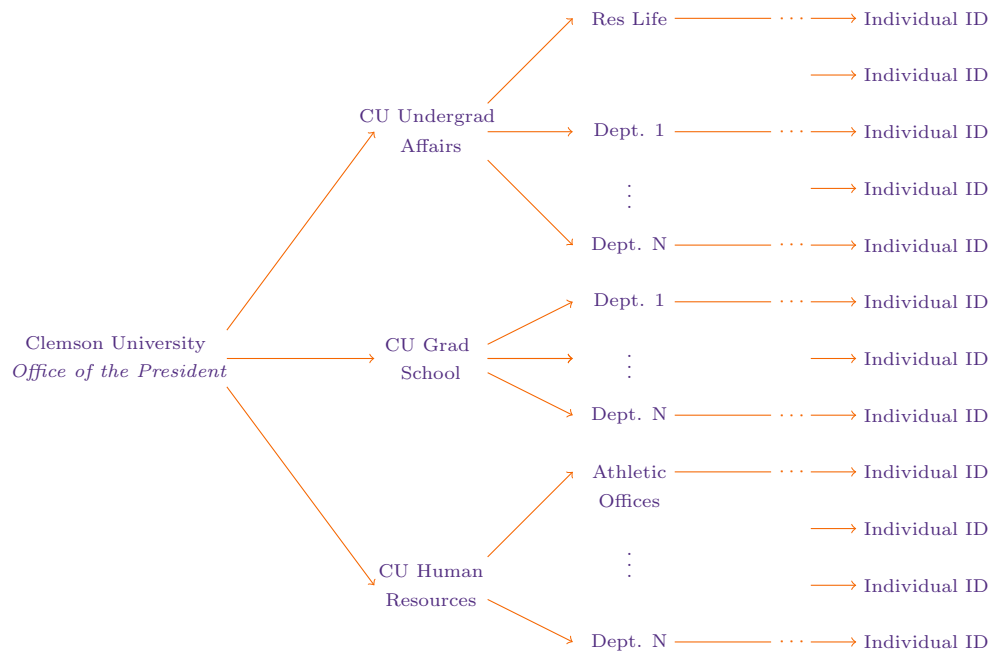 Res Life ··· Individual ID
Individual ID
CU Undergrad
Affairs
Dept. 1 ··· Individual ID
⋮ Individual ID
Dept. N ··· Individual ID
Dept. 1 ··· Individual ID
Clemson University
Office of the President
CU Grad
School
⋮ Individual ID
Dept. N ··· Individual ID
Athletic
Offices
··· Individual ID
Individual ID
⋮
CU Human
Resources
Individual ID
Dept. N ··· Individual ID